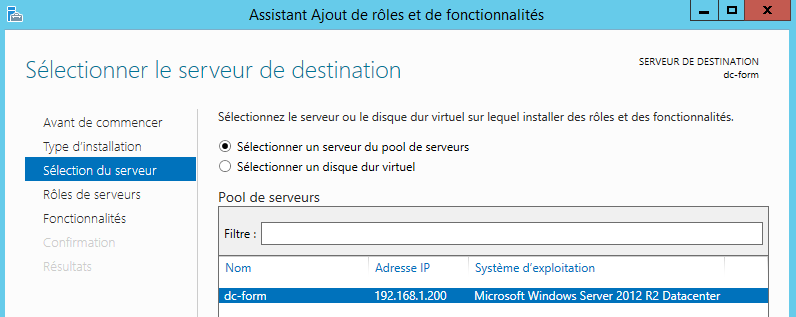 Assistant Ajout de rôles et de fonctionnalités
Sélectionner le serveur de destination
SERVEUR DE DESTINATION
dc-form
Avant de commencer
Type d'installation
Sélection du serveur
Rôles de serveurs
Fonctionnalités
Confirmation
Résultats
Sélectionnez le serveur ou le disque dur virtuel sur lequel installer des rôles et des fonctionnalités.
Sélectionner un serveur du pool de serveurs
Sélectionner un disque dur virtuel
Pool de serveurs
Filtre :
Nom Adresse IP Système d'exploitation
dc-form 192.168.1.200 Microsoft Windows Server 2012 R2 Datacenter